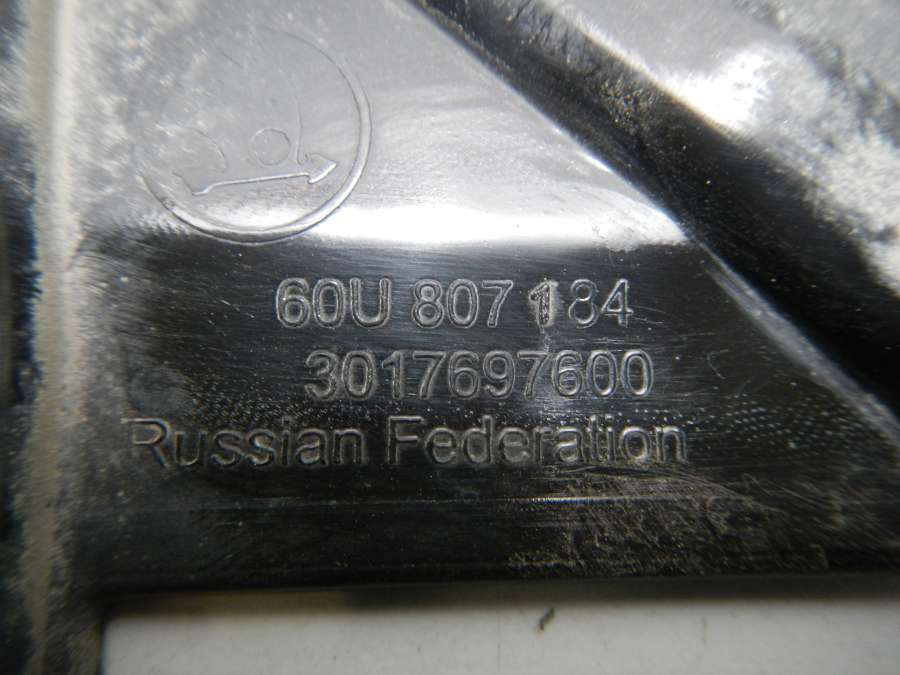 60U 807 184
3017697600
Russian Federation